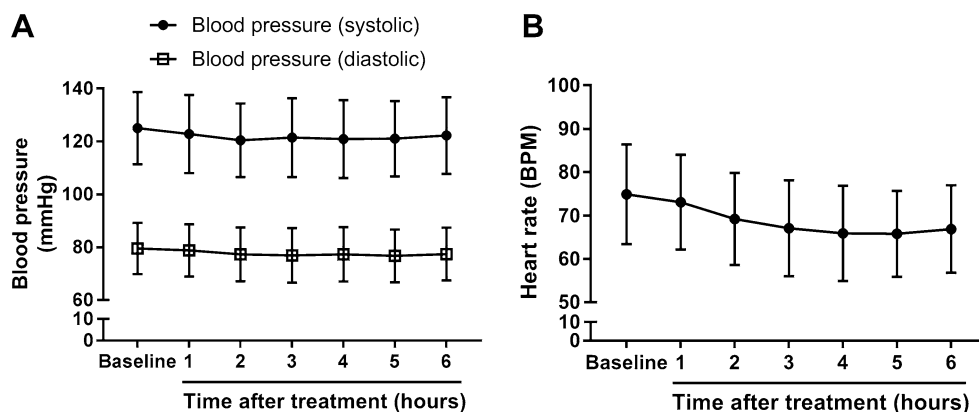 A
Blood pressure (systolic)
Blood pressure (diastolic)
Blood pressure
(mmHg)
140
120
100
80
60
10
0
Baseline 1 2 3 4 5 6
Time after treatment (hours)
B
Heart rate (BPM)
100
90
80
70
60
50
10
0
Baseline 1 2 3 4 5 6
Time after treatment (hours)